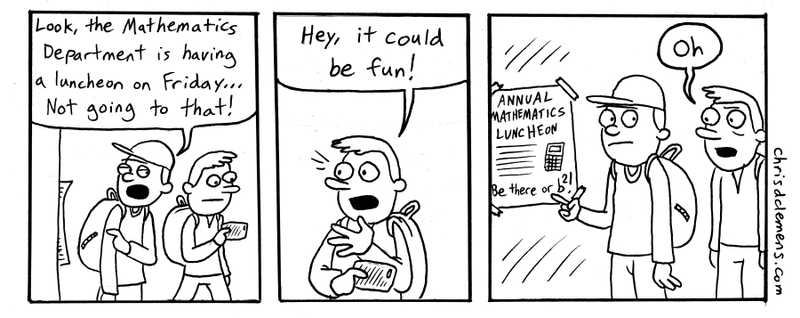 Look, the Mathematics
Department is having
a luncheon on Friday...
Not going to that!
Hey, it could
be fun!
Oh
ANNUAL
MATHEMATICS
LUNCHEON
Be there or b²!
chrisdclemens.com